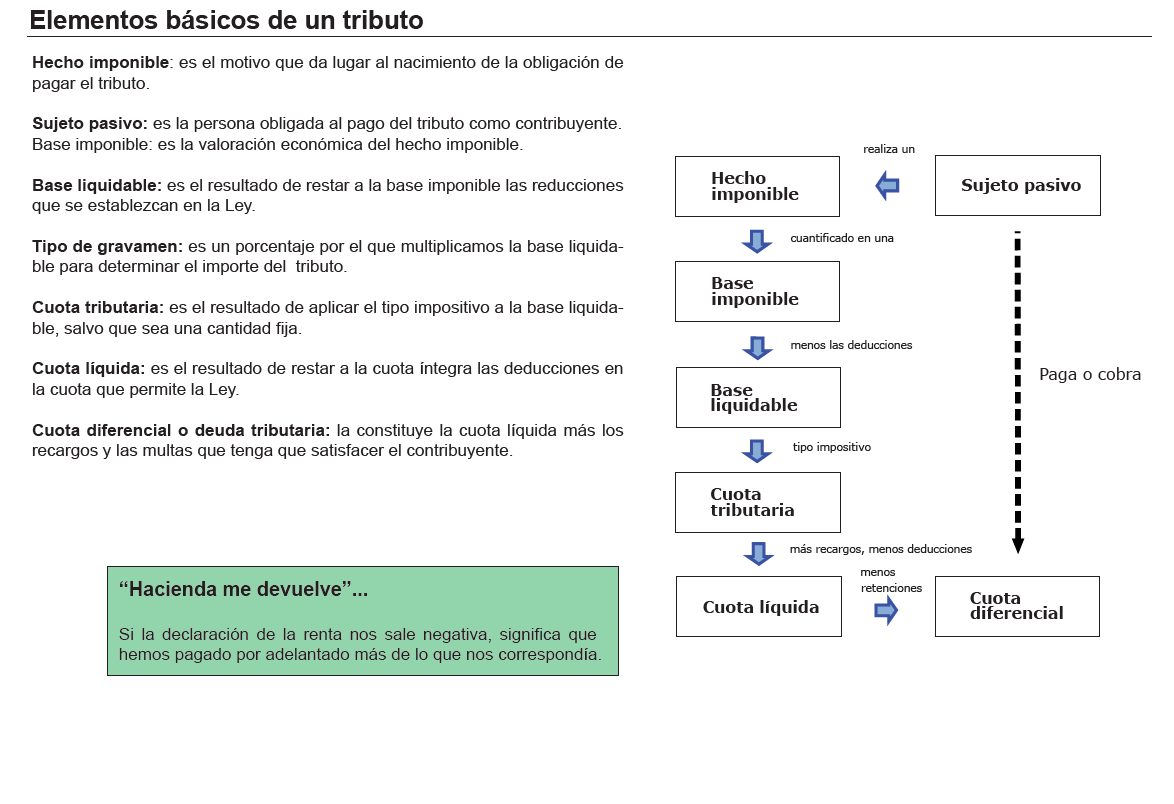 Elementos básicos de un tributo
Hecho imponible: es el motivo que da lugar al nacimiento de la obligación de
pagar el tributo.
Sujeto pasivo: es la persona obligada al pago del tributo como contribuyente.
Base imponible: es la valoración económica del hecho imponible.
Base liquidable: es el resultado de restar a la base imponible las reducciones
que se establezcan en la Ley.
Tipo de gravamen: es un porcentaje por el que multiplicamos la base liquida-
ble para determinar el importe del  tributo.
Cuota tributaria: es el resultado de aplicar el tipo impositivo a la base liquida-
ble, salvo que sea una cantidad fija.
Cuota líquida: es el resultado de restar a la cuota íntegra las deducciones en
la cuota que permite la Ley.
Cuota diferencial o deuda tributaria: la constituye la cuota líquida más los
recargos y las multas que tenga que satisfacer el contribuyente.
“Hacienda me devuelve”...
Si la declaración de la renta nos sale negativa, significa que
hemos pagado por adelantado más de lo que nos correspondía.
realiza un
Hecho
imponible
Sujeto pasivo
cuantificado en una
Base
imponible
menos las deducciones
Paga o cobra
Base
liquidable
tipo impositivo
Cuota
tributaria
más recargos, menos deducciones
menos
retenciones
Cuota líquida
Cuota
diferencial